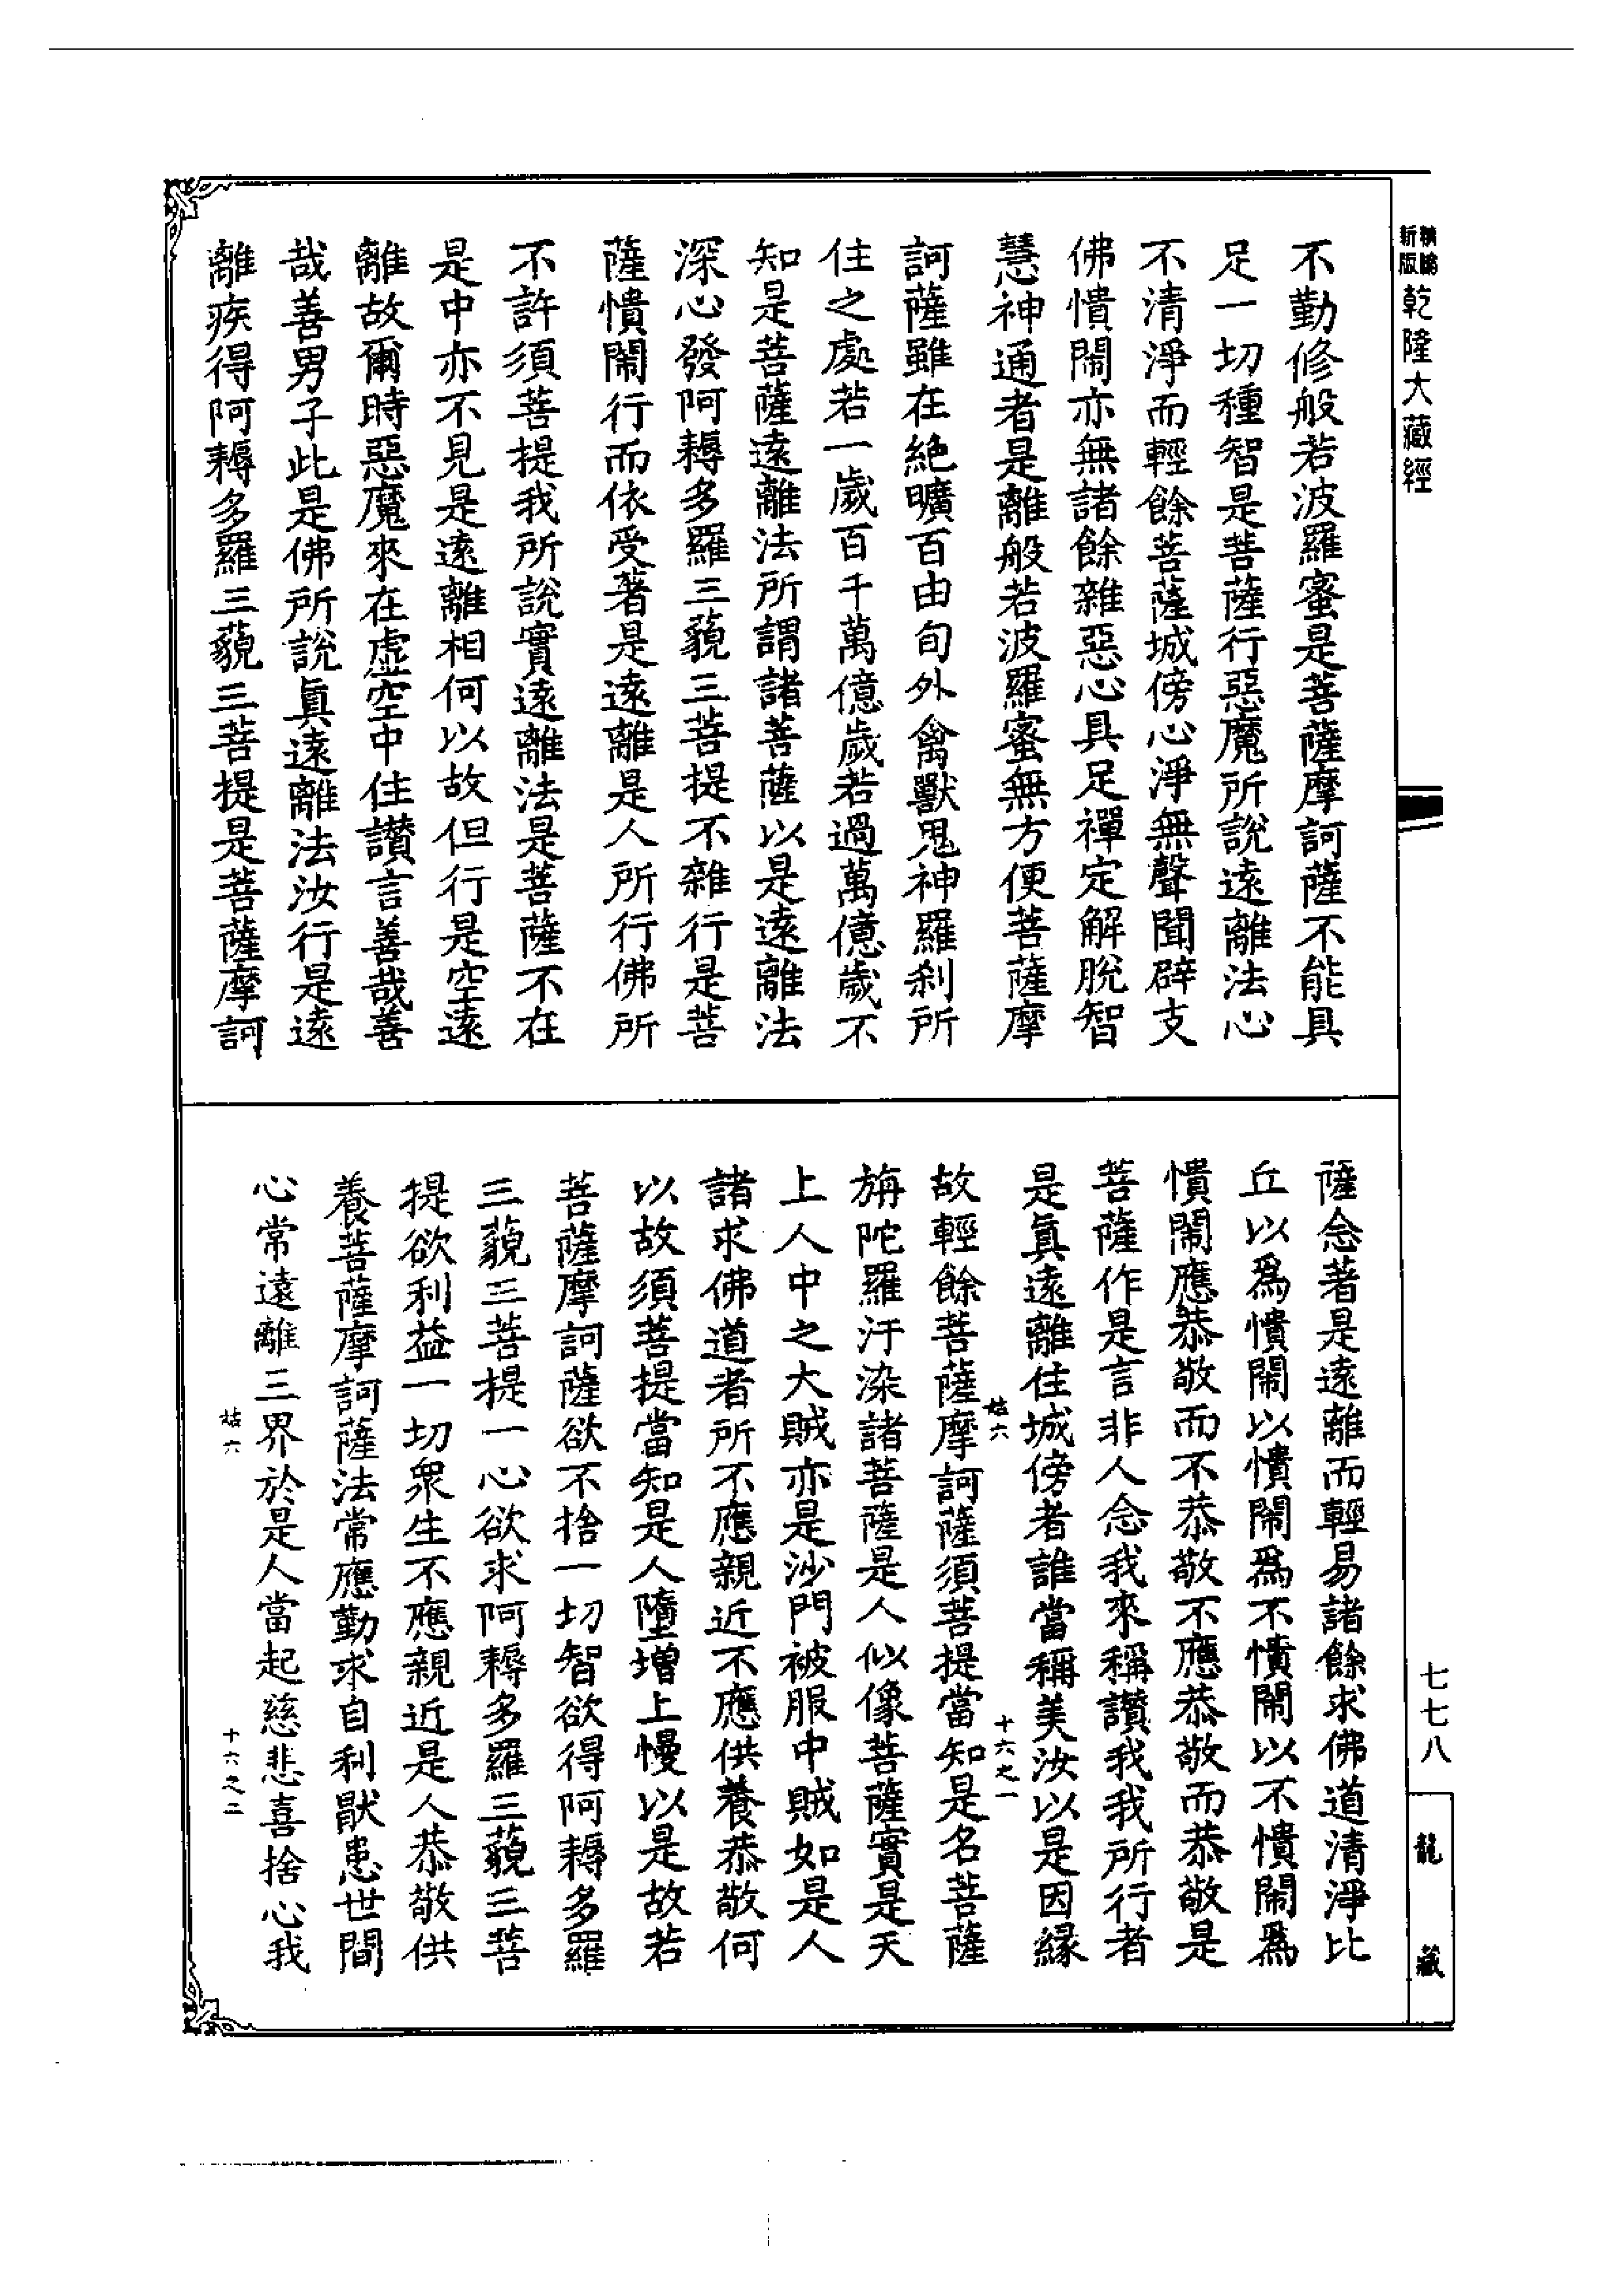 新版
乾隆大藏經
不勤修般若波羅蜜是菩薩摩訶薩不能具
足一切種智是菩薩行惡魔所說遠離法心
不清淨而輕餘菩薩城傍心淨無聲聞辟支
佛憒鬧亦無諸餘雜惡心具足禪定解脫智
慧神通者是離般若波羅蜜無方便菩薩摩
訶薩雖在絕曠百由旬外禽獸鬼神羅剎所
住之處若一歲百千萬億歲若過萬億歲不
知是菩薩遠離法所謂諸菩薩以是遠離法
深心發阿耨多羅三藐三菩提不雜行是菩
薩憒鬧行而依受著是遠離是人所行佛所
不許須菩提我所說實遠離法是菩薩不在
是中亦不見是遠離相何以故但行是空遠
離故爾時惡魔來在虛空中住讚言善哉善
哉善男子此是佛所說眞遠離法汝行是遠
離疾得阿耨多羅三藐三菩提是菩薩摩訶
薩念著是遠離而輕易諸餘求佛道清淨比
丘以爲憒鬧以憒鬧爲不憒鬧以不憒鬧爲
憒鬧應恭敬而不恭敬不應恭敬而恭敬是
菩薩作是言非人念我來稱讚我我所行者
是眞遠離住城傍者誰當稱美汝以是因緣
姑六
十六之一
故輕餘菩薩摩訶薩須菩提當知是名菩薩
旃陀羅汙染諸菩薩是人似像菩薩實是天
上人中之大賊亦是沙門被服中賊如是人
諸求佛道者所不應親近不應供養恭敬何
以故須菩提當知是人墮增上慢以是故若
菩薩摩訶薩欲不捨一切智欲得阿耨多羅
三藐三菩提一心欲求阿耨多羅三藐三菩
提欲利益一切衆生不應親近是人恭敬供
養菩薩摩訶薩法常應勤求自利猒患世間
心常遠離三界於是人當起慈悲喜捨心我
姑六
十六之二
七七八
龍藏